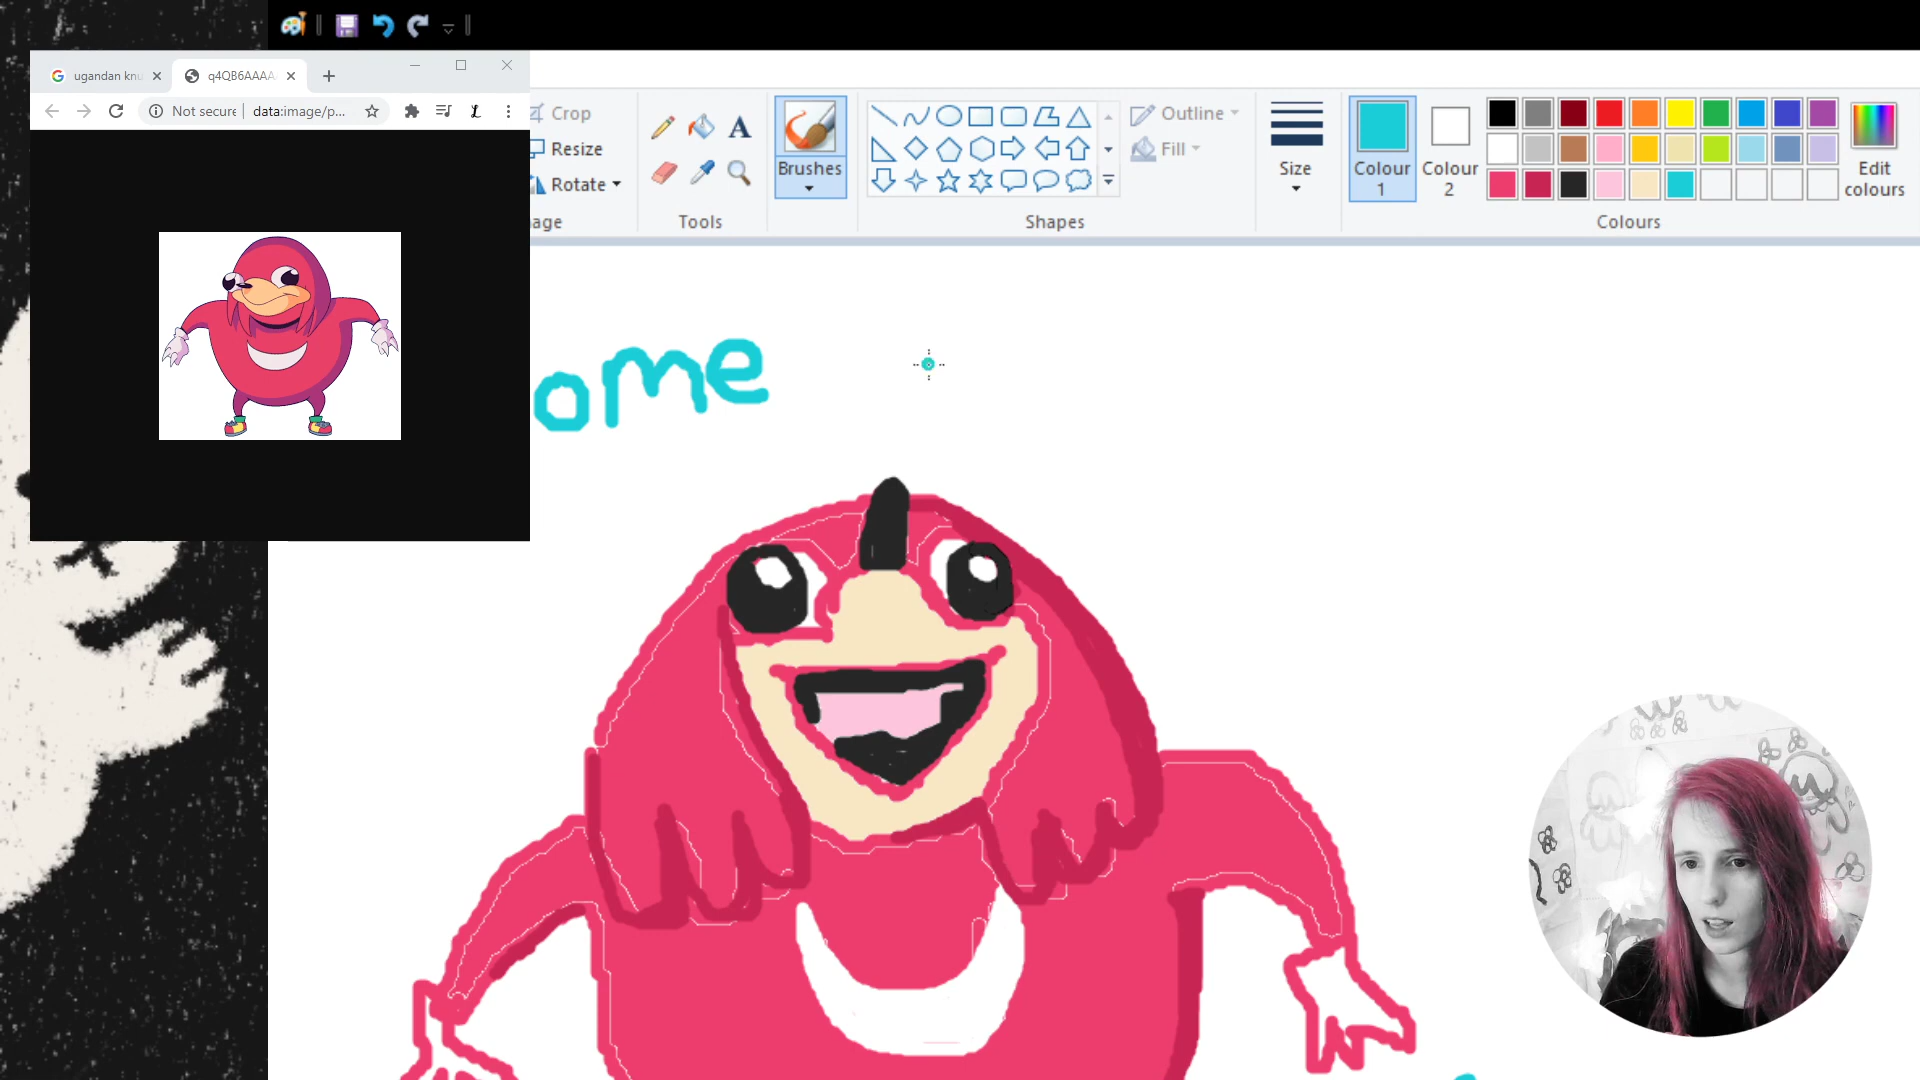 ugandan knu
q4QB6AAAA
Not secure
data:image/p...
Crop
Resize
Rotate
age
Tools
Brushes
Shapes
Outline
Fill
Size
Colour 1
Colour 2
Edit colours
Colours
ome